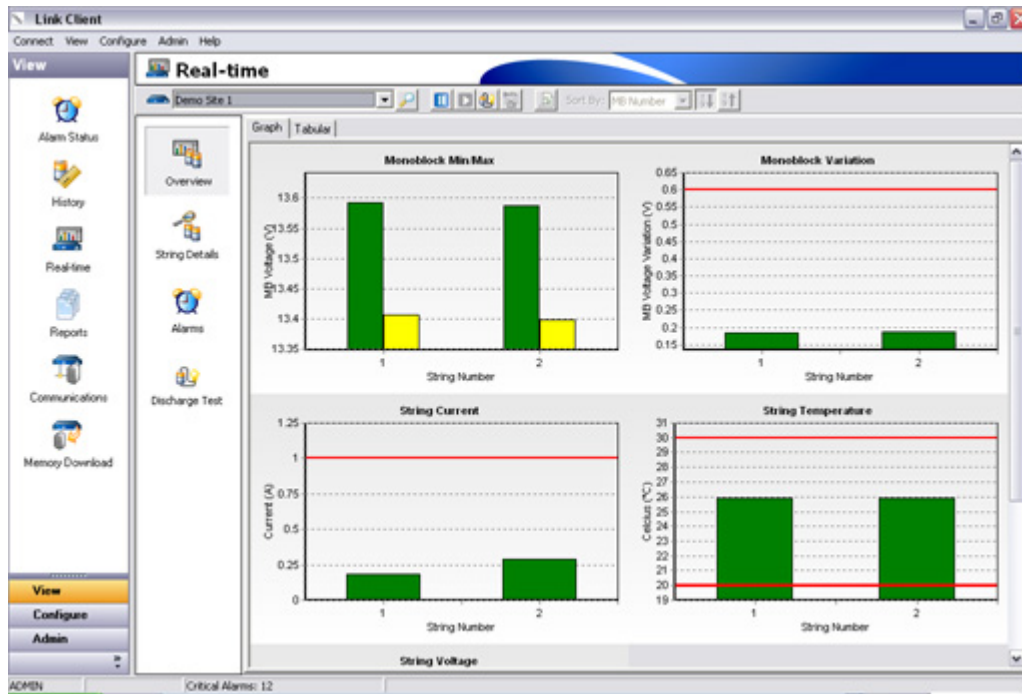 Link Client
Connect View Configure Admin Help
View
Real-time
Demo Site 1
Sort By: MB Number
Alarm Status
History
Real-time
Reports
Communications
Memory Download
View
Configure
Admin
Overview
String Details
Alarms
Discharge Test
Graph Tabular
Monoblock Min/Max
MB Voltage (V)
13.6
13.55
13.5
13.45
13.4
13.35
1 2
String Number
Monoblock Variation
MB Voltage Variation (V)
0.65
0.6
0.55
0.5
0.45
0.4
0.35
0.3
0.25
0.2
0.15
1 2
String Number
String Current
Current (A)
1.25
1
0.75
0.5
0.25
0
1 2
String Number
String Temperature
Celcius (°C)
31
30
29
28
27
26
25
24
23
22
21
20
19
1 2
String Number
String Voltage
ADMIN
Critical Alarms: 12